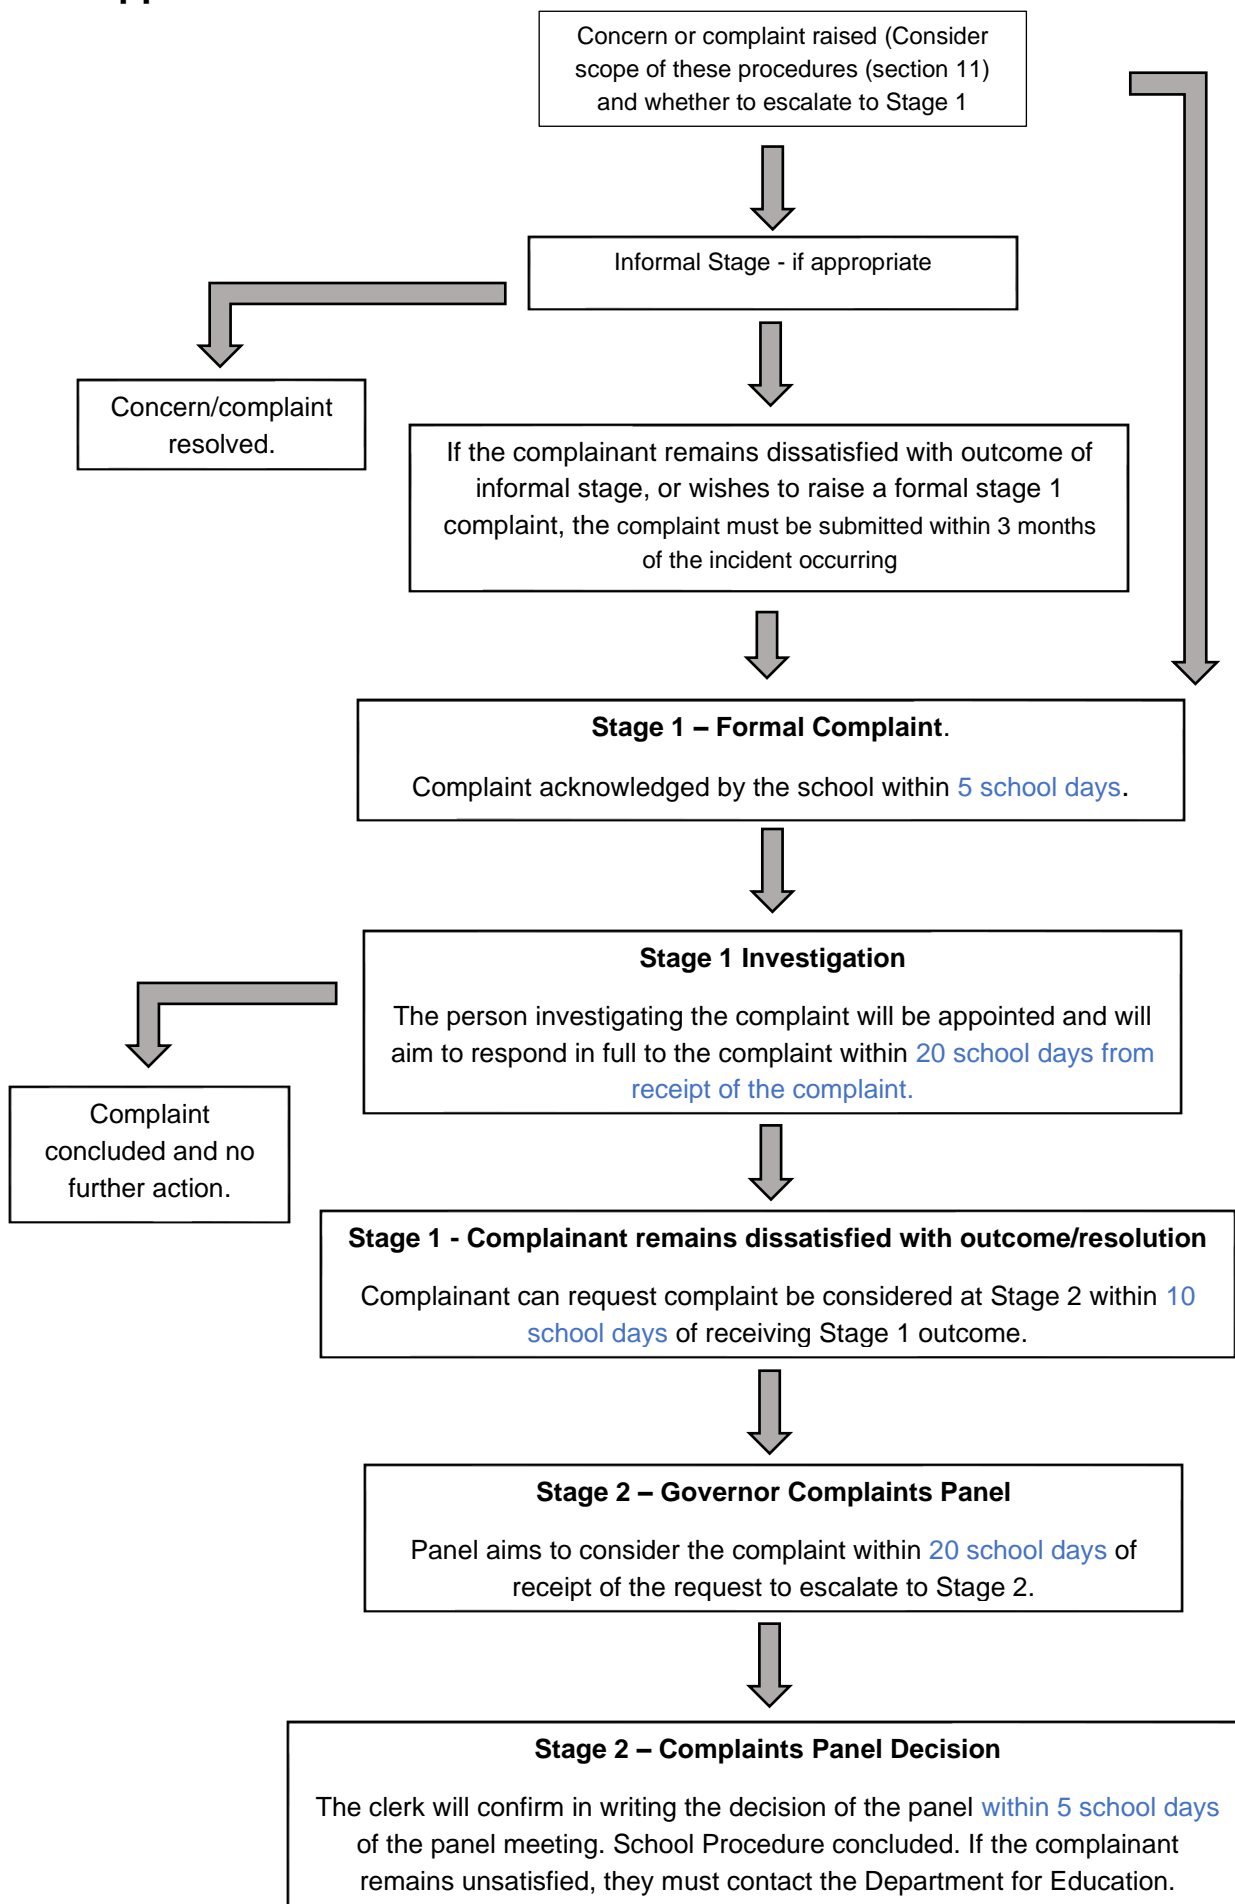 Concern or complaint raised (Consider
scope of these procedures (section 11)
and whether to escalate to Stage 1
Informal Stage - if appropriate
Concern/complaint
resolved.
If the complainant remains dissatisfied with outcome of
informal stage, or wishes to raise a formal stage 1
complaint, the complaint must be submitted within 3 months
of the incident occurring
Stage 1 – Formal Complaint.
Complaint acknowledged by the school within 5 school days.
Stage 1 Investigation
The person investigating the complaint will be appointed and will
aim to respond in full to the complaint within 20 school days from
receipt of the complaint.
Complaint
concluded and no
further action.
Stage 1 - Complainant remains dissatisfied with outcome/resolution
Complainant can request complaint be considered at Stage 2 within 10
school days of receiving Stage 1 outcome.
Stage 2 – Governor Complaints Panel
Panel aims to consider the complaint within 20 school days of
receipt of the request to escalate to Stage 2.
Stage 2 – Complaints Panel Decision
The clerk will confirm in writing the decision of the panel within 5 school days
of the panel meeting. School Procedure concluded. If the complainant
remains unsatisfied, they must contact the Department for Education.